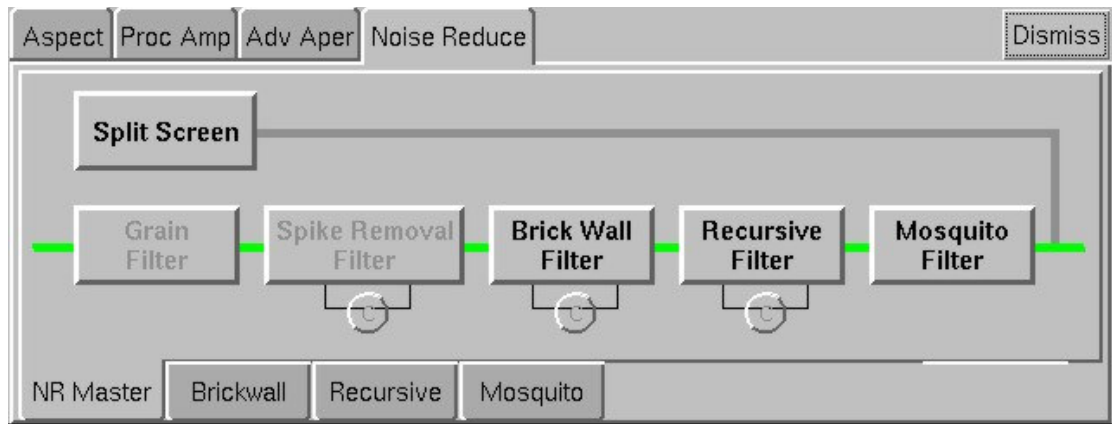 Aspect Proc Amp Adv Aper Noise Reduce Dismiss
Split Screen
Grain Filter
Spike Removal Filter
Brick Wall Filter
Recursive Filter
Mosquito Filter
C C C
NR Master Brickwall Recursive Mosquito